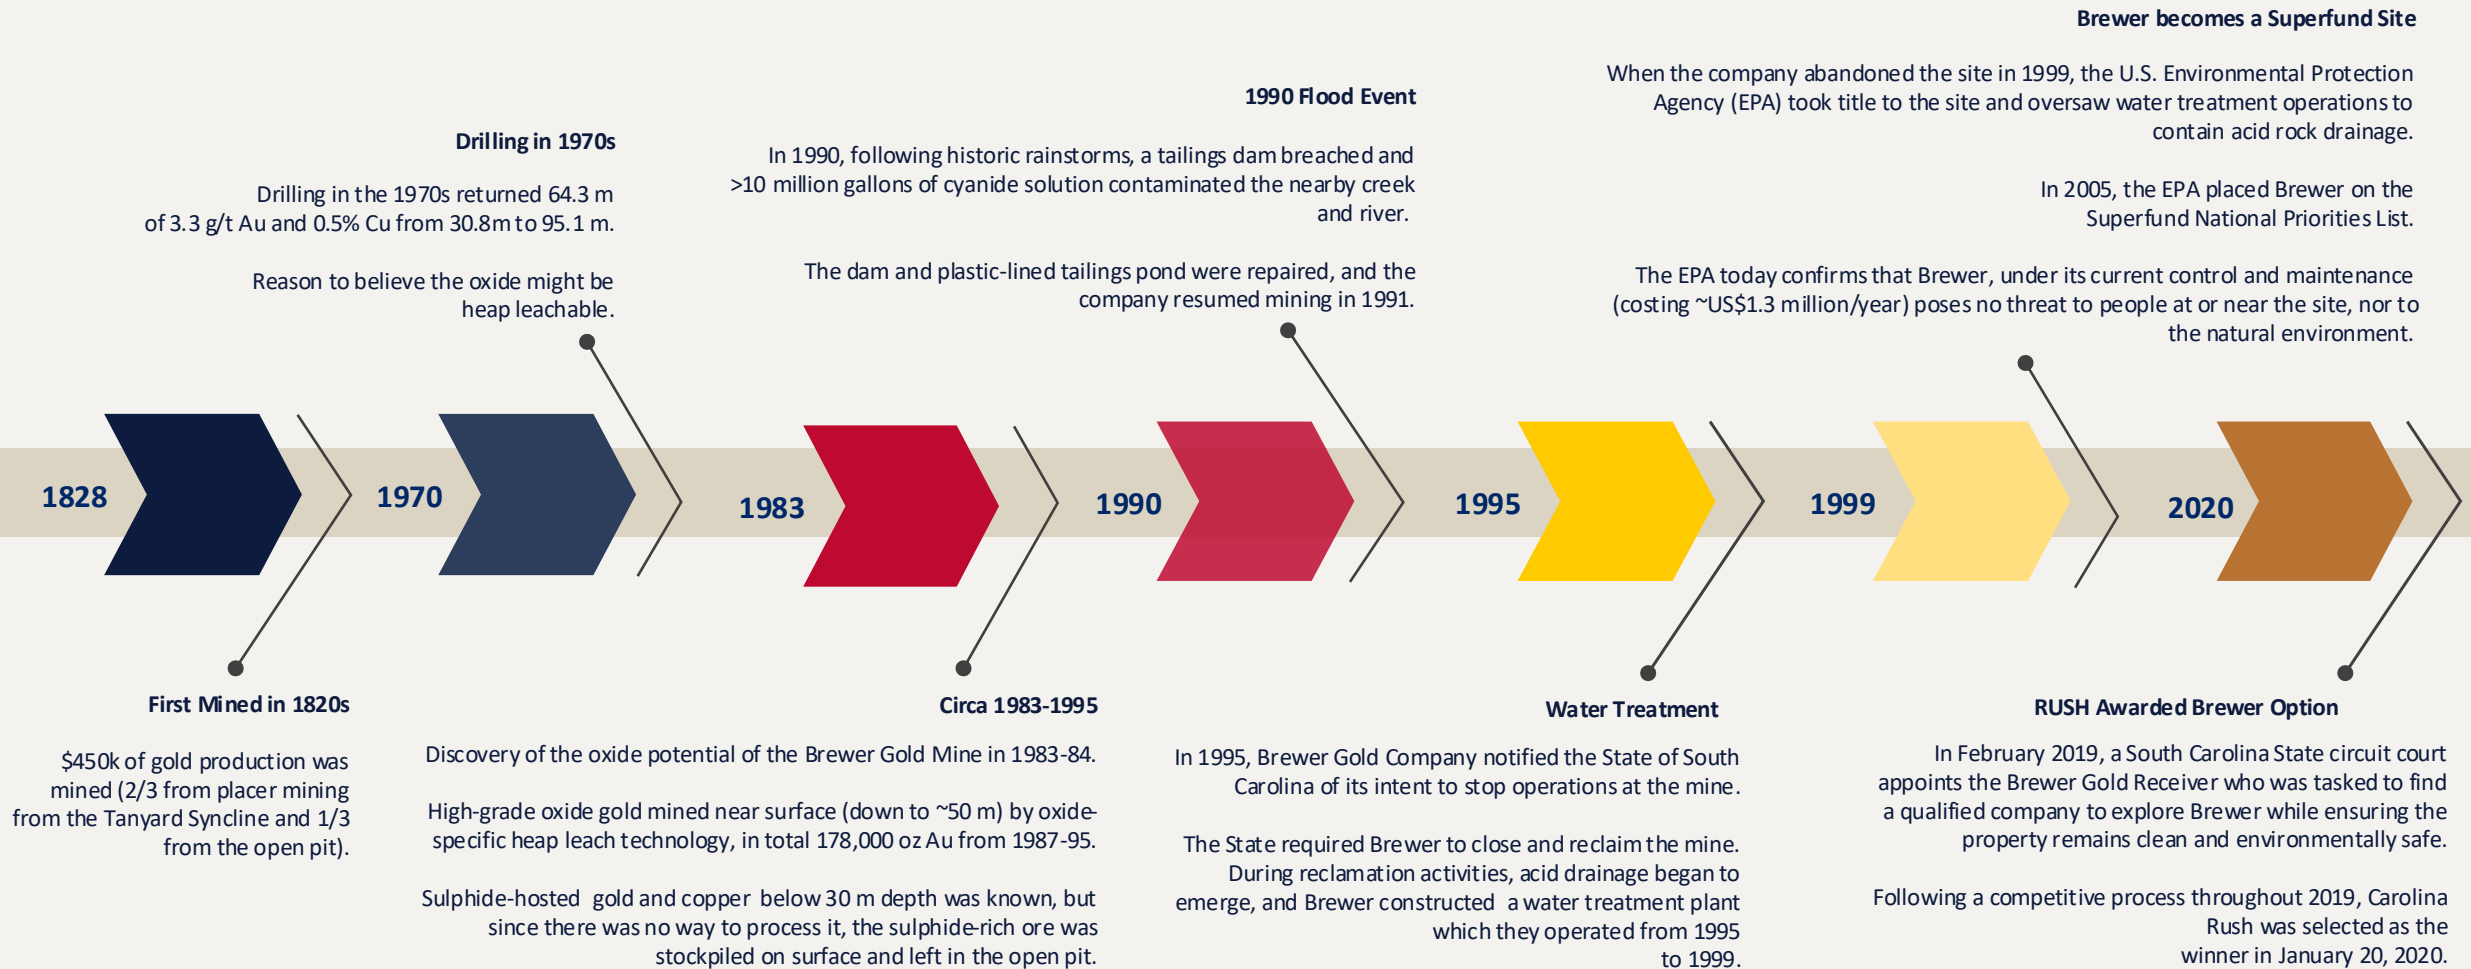 Brewer becomes a Superfund Site
When the company abandoned the site in 1999, the U.S. Environmental Protection
Agency (EPA) took title to the site and oversaw water treatment operations to
contain acid rock drainage.
In 2005, the EPA placed Brewer on the
Superfund National Priorities List.
The EPA today confirms that Brewer, under its current control and maintenance
(costing ~US$1.3 million/year) poses no threat to people at or near the site, nor to
the natural environment.
1990 Flood Event
In 1990, following historic rainstorms, a tailings dam breached and
>10 million gallons of cyanide solution contaminated the nearby creek
and river.
The dam and plastic-lined tailings pond were repaired, and the
company resumed mining in 1991.
Drilling in 1970s
Drilling in the 1970s returned 64.3 m
of 3.3 g/t Au and 0.5% Cu from 30.8m to 95.1 m.
Reason to believe the oxide might be
heap leachable.
1828
1970
1983
1990
1995
1999
2020
First Mined in 1820s
$450k of gold production was
mined (2/3 from placer mining
from the Tanyard Syncline and 1/3
from the open pit).
Circa 1983-1995
Discovery of the oxide potential of the Brewer Gold Mine in 1983-84.
High-grade oxide gold mined near surface (down to ~50 m) by oxide-
specific heap leach technology, in total 178,000 oz Au from 1987-95.
Sulphide-hosted gold and copper below 30 m depth was known, but
since there was no way to process it, the sulphide-rich ore was
stockpiled on surface and left in the open pit.
Water Treatment
In 1995, Brewer Gold Company notified the State of South
Carolina of its intent to stop operations at the mine.
The State required Brewer to close and reclaim the mine.
During reclamation activities, acid drainage began to
emerge, and Brewer constructed a water treatment plant
which they operated from 1995
to 1999.
RUSH Awarded Brewer Option
In February 2019, a South Carolina State circuit court
appoints the Brewer Gold Receiver who was tasked to find
a qualified company to explore Brewer while ensuring the
property remains clean and environmentally safe.
Following a competitive process throughout 2019, Carolina
Rush was selected as the
winner in January 20, 2020.